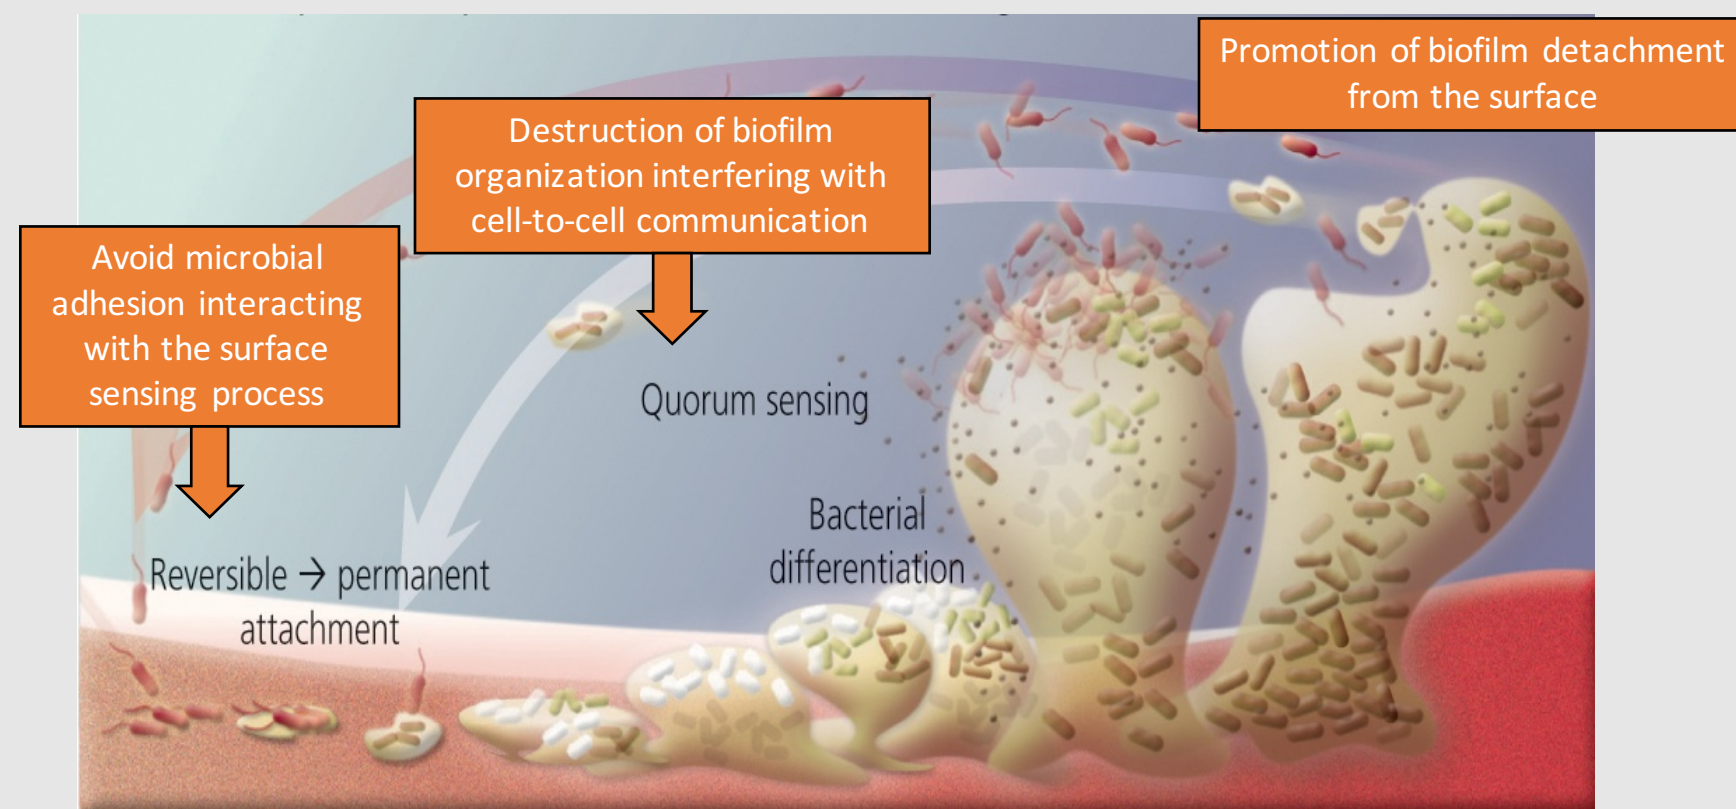 Promotion of biofilm detachment
from the surface
Destruction of biofilm
organization interfering with
cell-to-cell communication
Avoid microbial
adhesion interacting
with the surface
sensing process
Quorum sensing
Bacterial
differentiation
Reversible → permanent
attachment